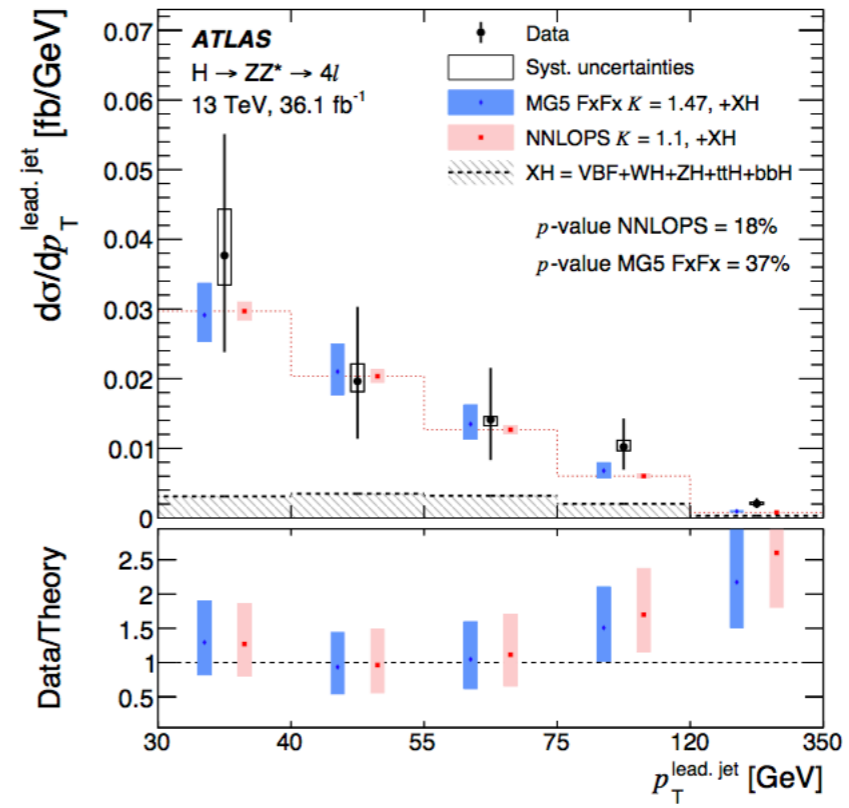 ATLAS
H → ZZ* → 4l
13 TeV, 36.1 fb⁻¹
Data
Syst. uncertainties
MG5 FxFx K = 1.47, +XH
NNLOPS K = 1.1, +XH
XH = VBF+WH+ZH+ttH+bbH
p-value NNLOPS = 18%
p-value MG5 FxFx = 37%
dσ/dp_T^lead. jet [fb/GeV]
0.07
0.06
0.05
0.04
0.03
0.02
0.01
0
Data/Theory
2.5
2
1.5
1
0.5
30 40 55 75 120 350
p_T^lead. jet [GeV]